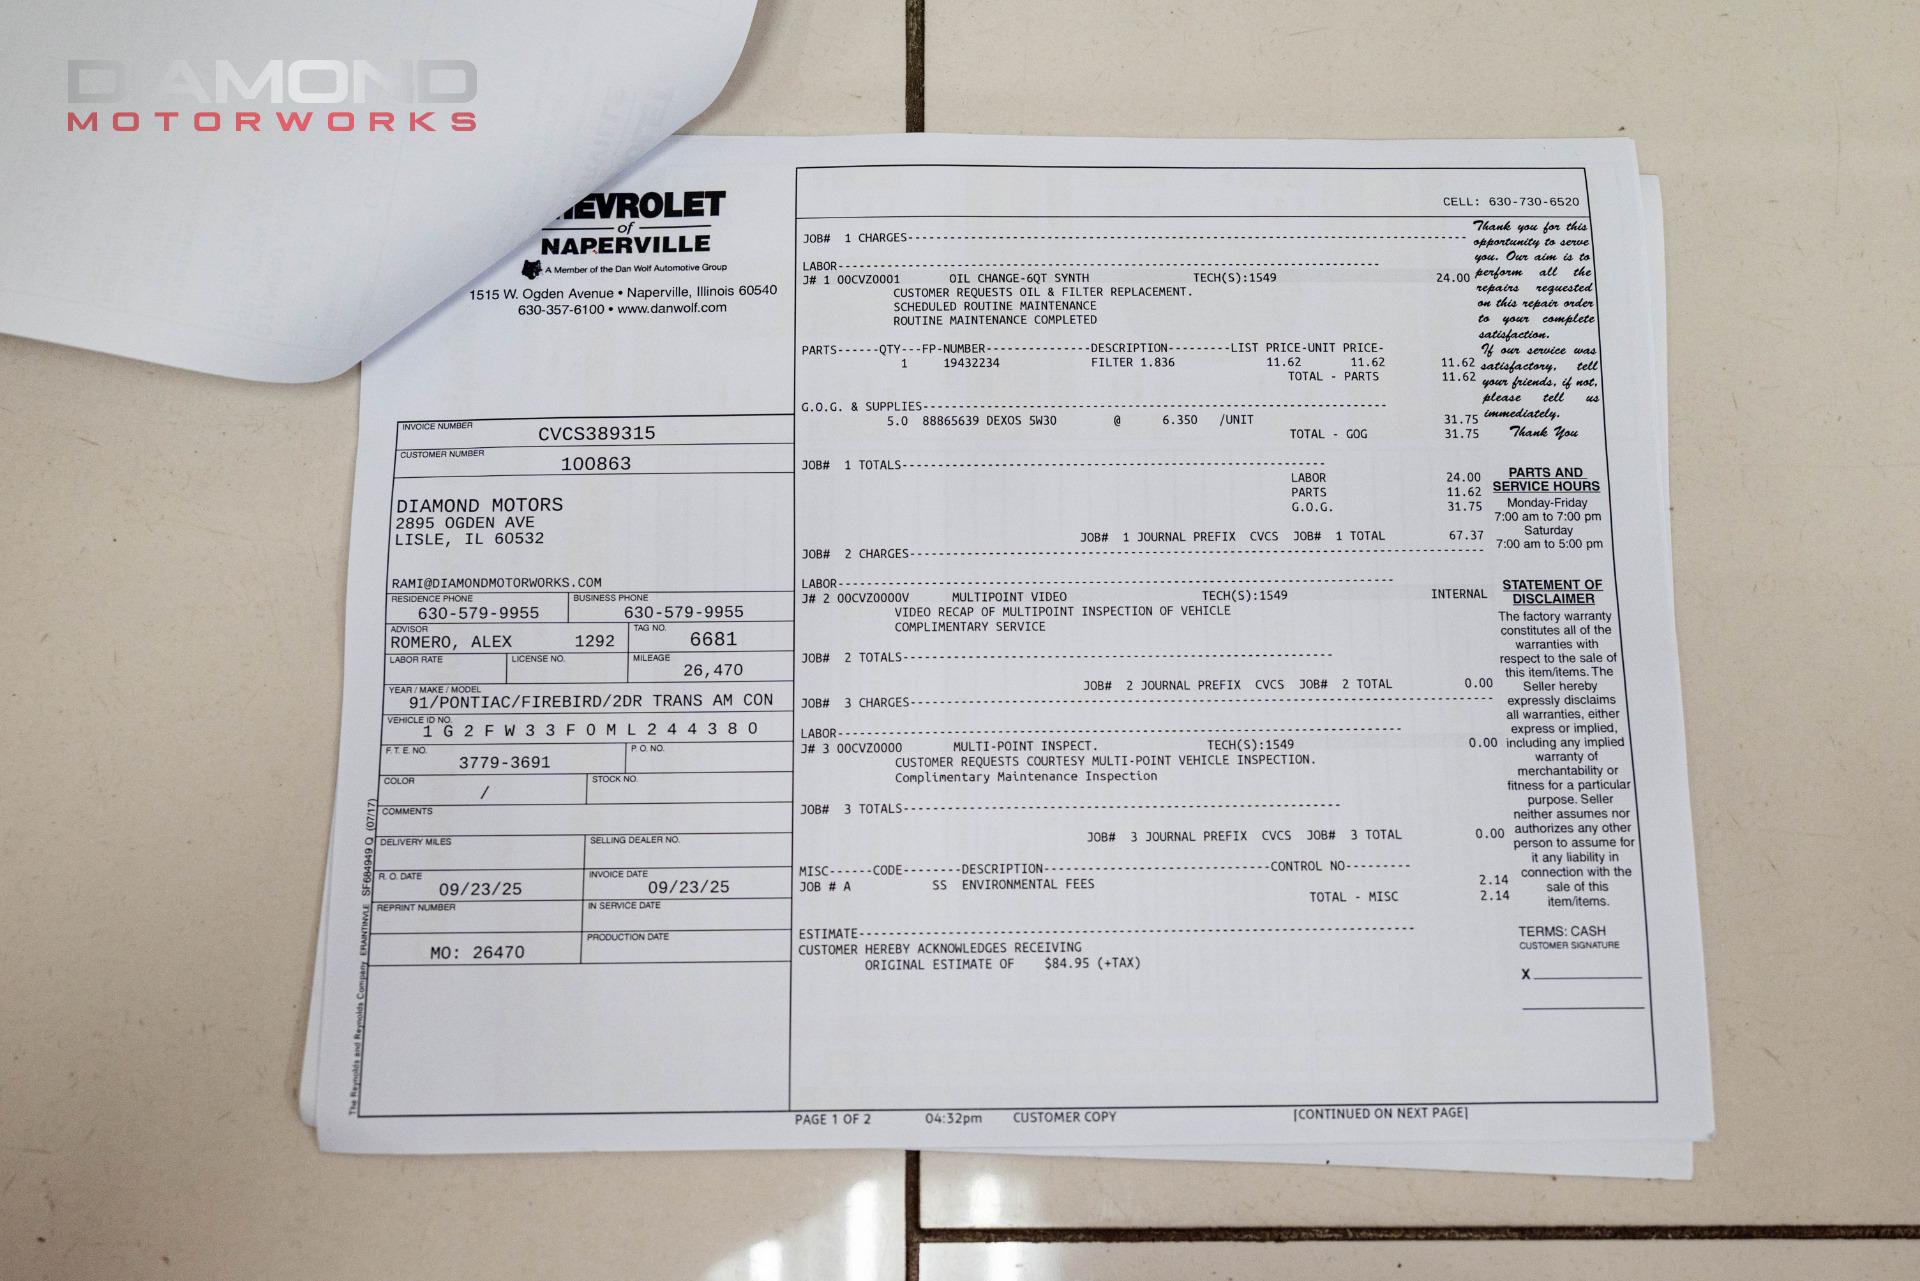 DIAMOND
MOTORWORKS
HEVROLET
of
NAPERVILLE
A Member of the Dan Wolf Automotive Group
1515 W. Ogden Avenue • Naperville, Illinois 60540
630-357-6100 • www.danwolf.com
INVOICE NUMBER
CVCS389315
CUSTOMER NUMBER
100863
DIAMOND MOTORS
2895 OGDEN AVE
LISLE, IL 60532
RAMI@DIAMONDMOTORWORKS.COM
RESIDENCE PHONE BUSINESS PHONE
630-579-9955 630-579-9955
ADVISOR TAG NO.
ROMERO, ALEX 1292 6681
LABOR RATE LICENSE NO. MILEAGE
26,470
YEAR / MAKE / MODEL
91/PONTIAC/FIREBIRD/2DR TRANS AM CON
VEHICLE ID NO.
1 G 2 F W 3 3 F 0 M L 2 4 4 3 8 0
F. T. E. NO. P. O. NO.
3779-3691
COLOR STOCK NO.
/
COMMENTS
DELIVERY MILES SELLING DEALER NO.
R. O. DATE INVOICE DATE
09/23/25 09/23/25
REPRINT NUMBER IN SERVICE DATE
PRODUCTION DATE
MO: 26470
The Reynolds and Reynolds Company ERAINTINVLE SF684949 Q (07/17)
CELL: 630-730-6520
JOB# 1 CHARGES
LABOR
J# 1 00CVZ0001 OIL CHANGE-6QT SYNTH TECH(S):1549 24.00
CUSTOMER REQUESTS OIL & FILTER REPLACEMENT.
SCHEDULED ROUTINE MAINTENANCE
ROUTINE MAINTENANCE COMPLETED
PARTS------QTY---FP-NUMBER--------------DESCRIPTION---------LIST PRICE-UNIT PRICE-
1 19432234 FILTER 1.836 11.62 11.62 11.62
TOTAL - PARTS 11.62
G.O.G. & SUPPLIES
5.0 88865639 DEXOS 5W30 @ 6.350 /UNIT 31.75
TOTAL - GOG 31.75
JOB# 1 TOTALS
LABOR 24.00
PARTS 11.62
G.O.G. 31.75
JOB# 1 JOURNAL PREFIX CVCS JOB# 1 TOTAL 67.37
JOB# 2 CHARGES
LABOR
J# 2 00CVZ0000V MULTIPOINT VIDEO TECH(S):1549 INTERNAL
VIDEO RECAP OF MULTIPOINT INSPECTION OF VEHICLE
COMPLIMENTARY SERVICE
JOB# 2 TOTALS
JOB# 2 JOURNAL PREFIX CVCS JOB# 2 TOTAL 0.00
JOB# 3 CHARGES
LABOR
J# 3 00CVZ0000 MULTI-POINT INSPECT. TECH(S):1549 0.00
CUSTOMER REQUESTS COURTESY MULTI-POINT VEHICLE INSPECTION.
Complimentary Maintenance Inspection
JOB# 3 TOTALS
JOB# 3 JOURNAL PREFIX CVCS JOB# 3 TOTAL 0.00
MISC------CODE--------DESCRIPTION----------CONTROL NO---------
JOB # A SS ENVIRONMENTAL FEES 2.14
TOTAL - MISC 2.14
ESTIMATE
CUSTOMER HEREBY ACKNOWLEDGES RECEIVING
ORIGINAL ESTIMATE OF $84.95 (+TAX)
Thank you for this
opportunity to serve
you. Our aim is to
perform all the
repairs requested
on this repair order
to your complete
satisfaction.
If our service was
satisfactory, tell
your friends, if not,
please tell us
immediately.
Thank You
PARTS AND
SERVICE HOURS
Monday-Friday
7:00 am to 7:00 pm
Saturday
7:00 am to 5:00 pm
STATEMENT OF
DISCLAIMER
The factory warranty
constitutes all of the
warranties with
respect to the sale of
this item/items. The
Seller hereby
expressly disclaims
all warranties, either
express or implied,
including any implied
warranty of
merchantability or
fitness for a particular
purpose. Seller
neither assumes nor
authorizes any other
person to assume for
it any liability in
connection with the
sale of this
item/items.
TERMS: CASH
CUSTOMER SIGNATURE
X
PAGE 1 OF 2 04:32pm CUSTOMER COPY [CONTINUED ON NEXT PAGE]